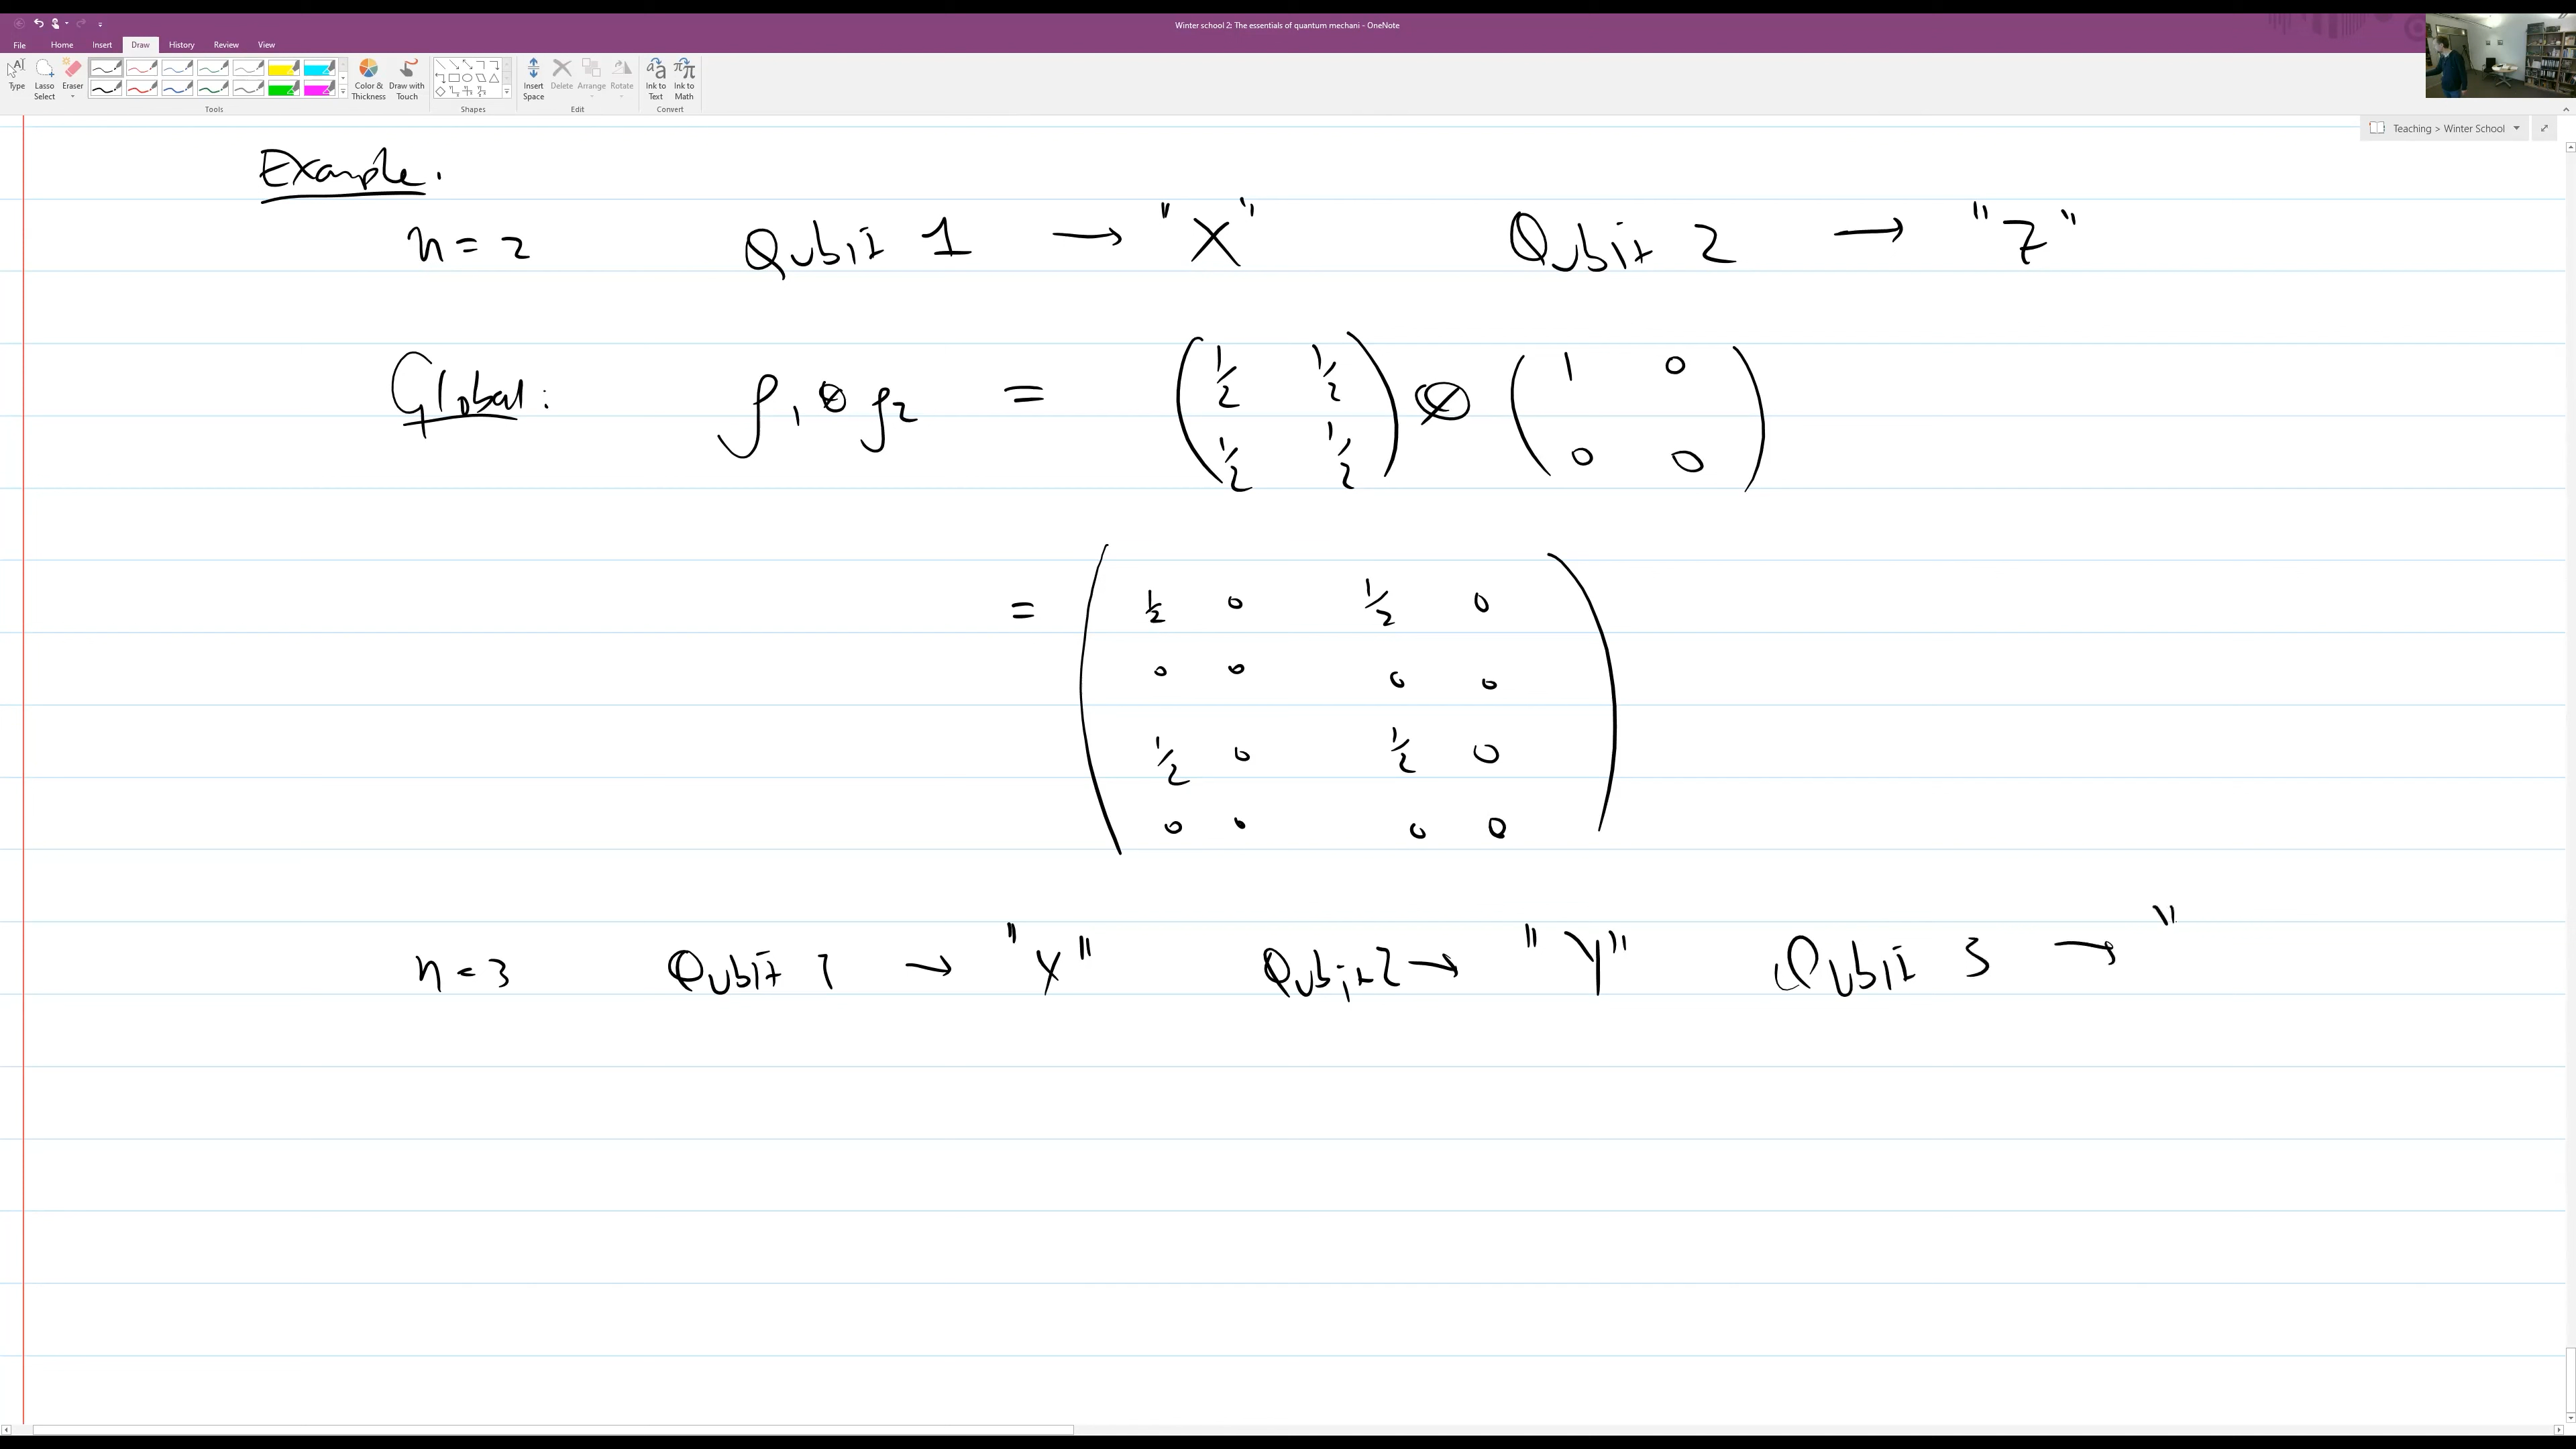 Winter school 2: The essentials of quantum mechani - OneNote
File Home Insert Draw History Review View
Type Lasso Select Eraser Color & Thickness Draw with Touch Insert Space Delete Arrange Rotate Ink to Text Ink to Math
Tools Shapes Edit Convert
Teaching > Winter School
Example.
n = 2 Qubit 1 → "X" Qubit 2 → "Z"
Global: ρ₁ ⊗ ρ₂ = ( 1/2 1/2 ) ⊗ ( 1 0 )
( 1/2 1/2 ) ( 0 0 )
= ( 1/2 0 1/2 0 )
0 0 0 0
1/2 0 1/2 0
0 0 0 0
n = 3 Qubit 1 → "Y" Qubit 2 → "Y" Qubit 3 → "